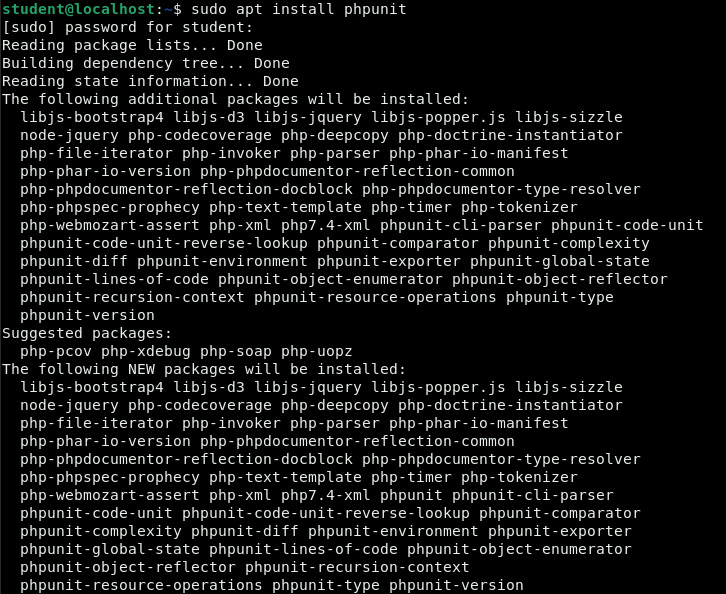 student@localhost:~$ sudo apt install phpunit
[sudo] password for student:
Reading package lists... Done
Building dependency tree... Done
Reading state information... Done
The following additional packages will be installed:
  libjs-bootstrap4 libjs-d3 libjs-jquery libjs-popper.js libjs-sizzle
  node-jquery php-codecoverage php-deepcopy php-doctrine-instantiator
  php-file-iterator php-invoker php-parser php-phar-io-manifest
  php-phar-io-version php-phpdocumentor-reflection-common
  php-phpdocumentor-reflection-docblock php-phpdocumentor-type-resolver
  php-phpspec-prophecy php-text-template php-timer php-tokenizer
  php-webmozart-assert php-xml php7.4-xml phpunit-cli-parser phpunit-code-unit
  phpunit-code-unit-reverse-lookup phpunit-comparator phpunit-complexity
  phpunit-diff phpunit-environment phpunit-exporter phpunit-global-state
  phpunit-lines-of-code phpunit-object-enumerator phpunit-object-reflector
  phpunit-recursion-context phpunit-resource-operations phpunit-type
  phpunit-version
Suggested packages:
  php-pcov php-xdebug php-soap php-uopz
The following NEW packages will be installed:
  libjs-bootstrap4 libjs-d3 libjs-jquery libjs-popper.js libjs-sizzle
  node-jquery php-codecoverage php-deepcopy php-doctrine-instantiator
  php-file-iterator php-invoker php-parser php-phar-io-manifest
  php-phar-io-version php-phpdocumentor-reflection-common
  php-phpdocumentor-reflection-docblock php-phpdocumentor-type-resolver
  php-phpspec-prophecy php-text-template php-timer php-tokenizer
  php-webmozart-assert php-xml php7.4-xml phpunit phpunit-cli-parser
  phpunit-code-unit phpunit-code-unit-reverse-lookup phpunit-comparator
  phpunit-complexity phpunit-diff phpunit-environment phpunit-exporter
  phpunit-global-state phpunit-lines-of-code phpunit-object-enumerator
  phpunit-object-reflector phpunit-recursion-context
  phpunit-resource-operations phpunit-type phpunit-version